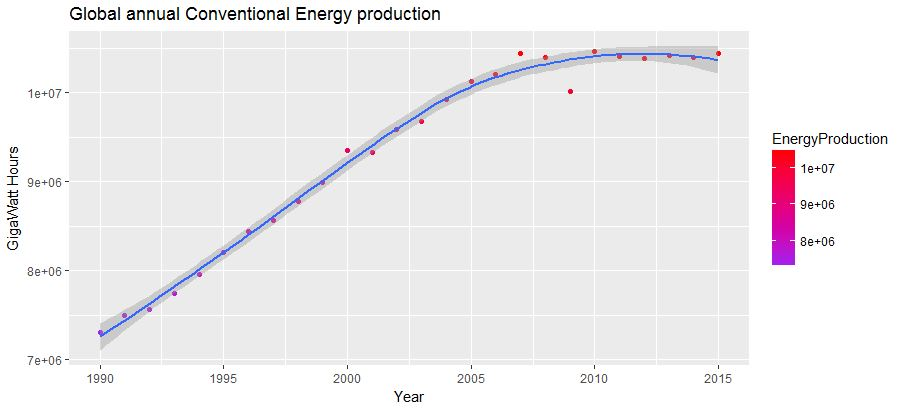 Global annual Conventional Energy production
GigaWatt Hours
1e+07
9e+06
8e+06
7e+06
1990 1995 2000 2005 2010 2015
Year
EnergyProduction
1e+07
9e+06
8e+06